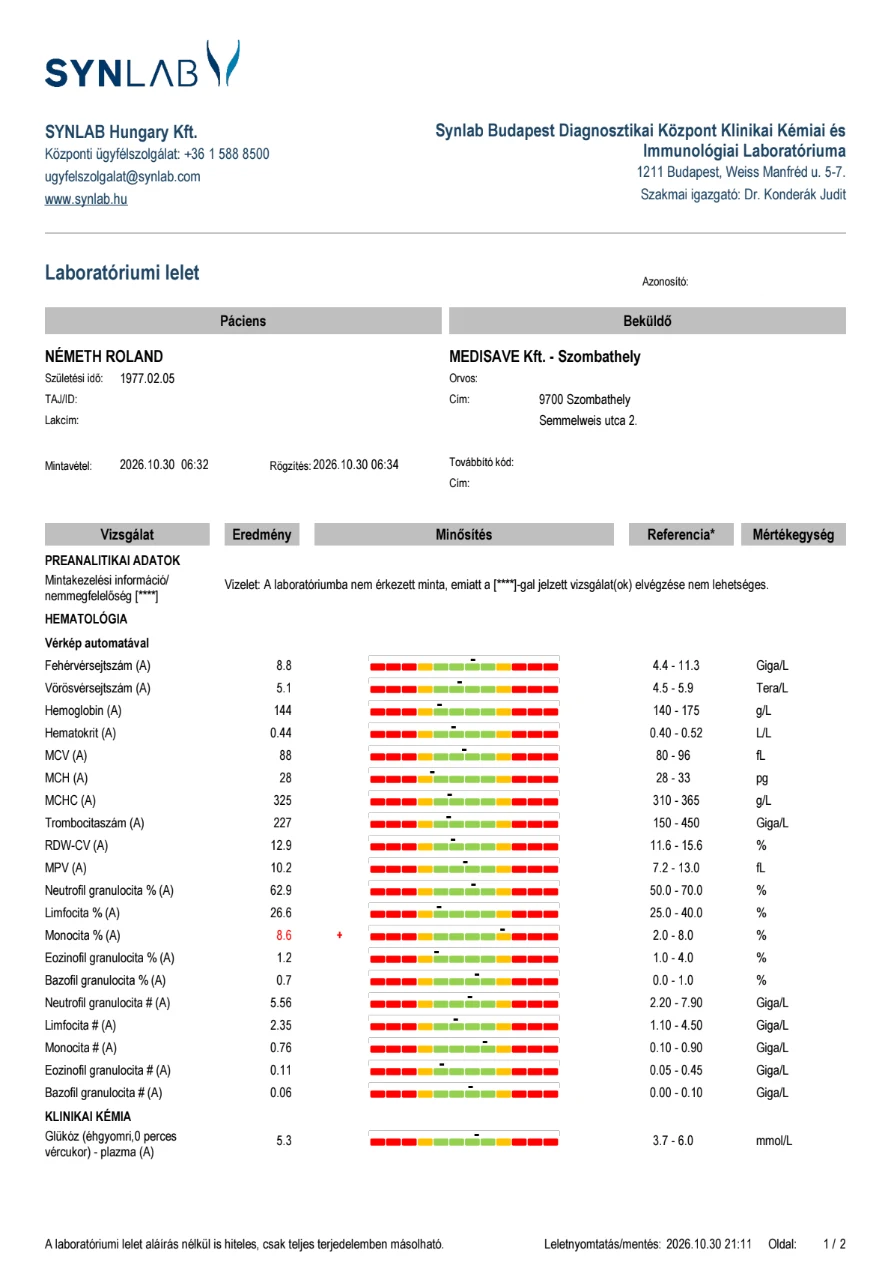 SYNLAB
SYNLAB Hungary Kft.
Központi ügyfélszolgálat: +36 1 588 8500
ugyfelszolgalat@synlab.com
www.synlab.hu
Synlab Budapest Diagnosztikai Központ Klinikai Kémiai és
Immunológiai Laboratóriuma
1211 Budapest, Weiss Manfréd u. 5-7.
Szakmai igazgató: Dr. Konderák Judit
Laboratóriumi lelet
Azonosító:
Páciens
NÉMETH ROLAND
Születési idő: 1977.02.05
TAJ/ID:
Lakcím:
Mintavétel: 2026.10.30 06:32 Rögzítés: 2026.10.30 06:34
Beküldő
MEDISAVE Kft. - Szombathely
Orvos:
Cím: 9700 Szombathely
Semmelweis utca 2.
Továbbító kód:
Cím:
Vizsgálat Eredmény Minősítés Referencia* Mértékegység
PREANALITIKAI ADATOK
Mintakezelési információ/
nemmegfelelőség [****]
Vizelet: A laboratóriumba nem érkezett minta, emiatt a [****]-gal jelzett vizsgálat(ok) elvégzése nem lehetséges.
HEMATOLÓGIA
Vérkép automatával
Fehérvérsejtszám (A) 8.8 4.4 - 11.3 Giga/L
Vörösvérsejtszám (A) 5.1 4.5 - 5.9 Tera/L
Hemoglobin (A) 144 140 - 175 g/L
Hematokrit (A) 0.44 0.40 - 0.52 L/L
MCV (A) 88 80 - 96 fL
MCH (A) 28 28 - 33 pg
MCHC (A) 325 310 - 365 g/L
Trombocitaszám (A) 227 150 - 450 Giga/L
RDW-CV (A) 12.9 11.6 - 15.6 %
MPV (A) 10.2 7.2 - 13.0 fL
Neutrofil granulocita % (A) 62.9 50.0 - 70.0 %
Limfocita % (A) 26.6 25.0 - 40.0 %
Monocita % (A) 8.6 + 2.0 - 8.0 %
Eozinofil granulocita % (A) 1.2 1.0 - 4.0 %
Bazofil granulocita % (A) 0.7 0.0 - 1.0 %
Neutrofil granulocita # (A) 5.56 2.20 - 7.90 Giga/L
Limfocita # (A) 2.35 1.10 - 4.50 Giga/L
Monocita # (A) 0.76 0.10 - 0.90 Giga/L
Eozinofil granulocita # (A) 0.11 0.05 - 0.45 Giga/L
Bazofil granulocita # (A) 0.06 0.00 - 0.10 Giga/L
KLINIKAI KÉMIA
Glükóz (éhgyomri,0 perces
vércukor) - plazma (A) 5.3 3.7 - 6.0 mmol/L
A laboratóriumi lelet aláírás nélkül is hiteles, csak teljes terjedelemben másolható. Leletnyomtatás/mentés: 2026.10.30 21:11 Oldal: 1 / 2